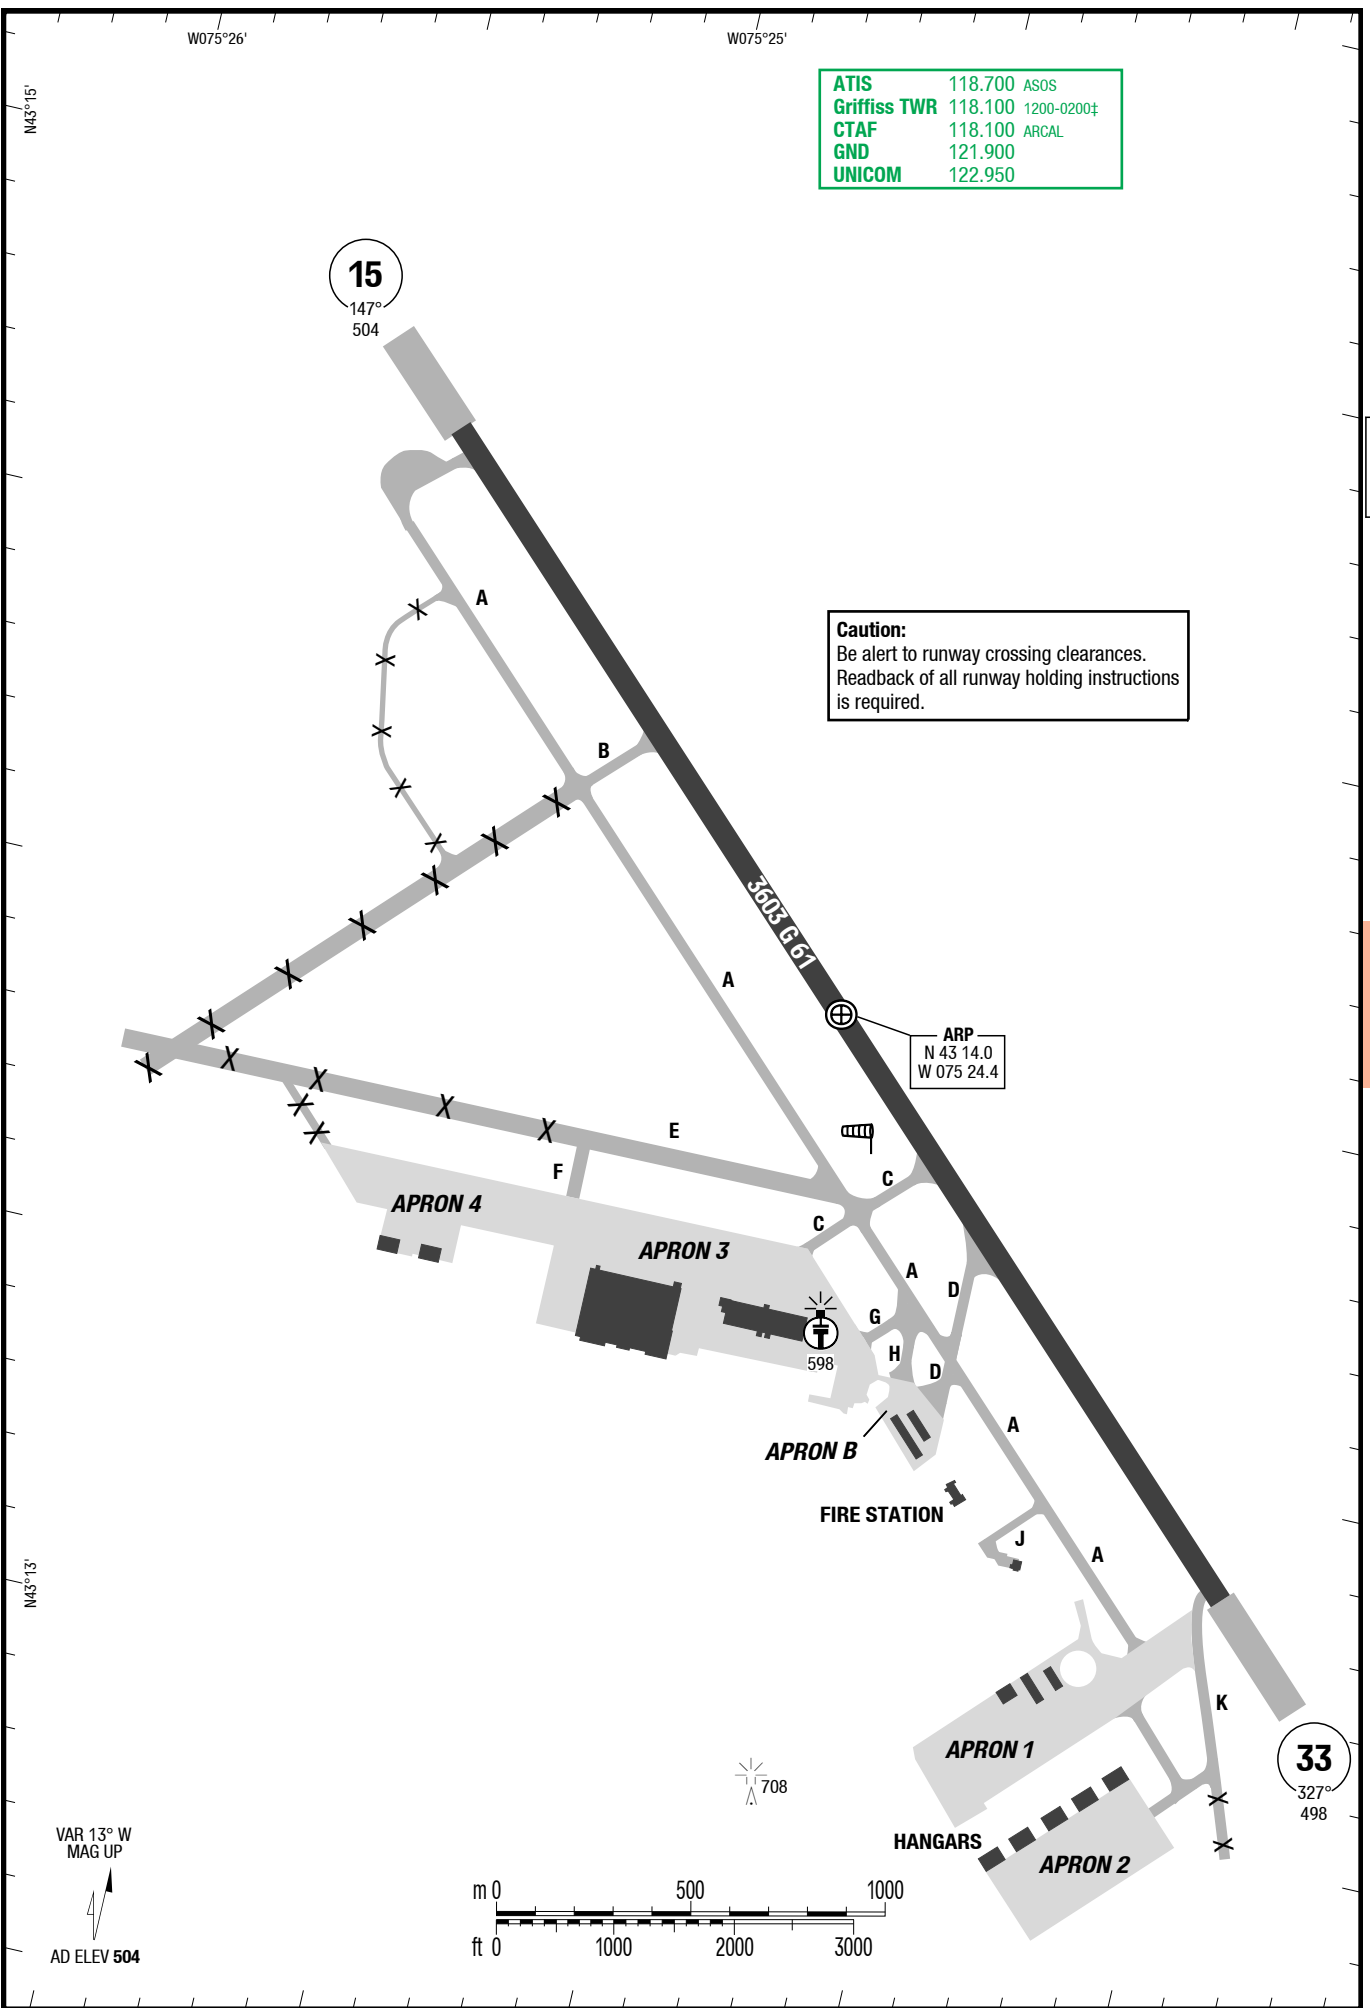 W075°26'
W075°25'
N43°15'
ATIS 118.700 ASOS
Griffiss TWR 118.100 1200-0200‡
CTAF 118.100 ARCAL
GND 121.900
UNICOM 122.950
15
147°
504
A
Caution:
Be alert to runway crossing clearances.
Readback of all runway holding instructions
is required.
B
3603 G 61
A
ARP
N 43 14.0
W 075 24.4
E
F
C
APRON 4
C
APRON 3
A
D
G
H
598
D
A
APRON B
FIRE STATION
J
A
N43°13'
K
APRON 1
33
327°
498
708
HANGARS
APRON 2
VAR 13° W
MAG UP
AD ELEV 504
m 0 500 1000
ft 0 1000 2000 3000